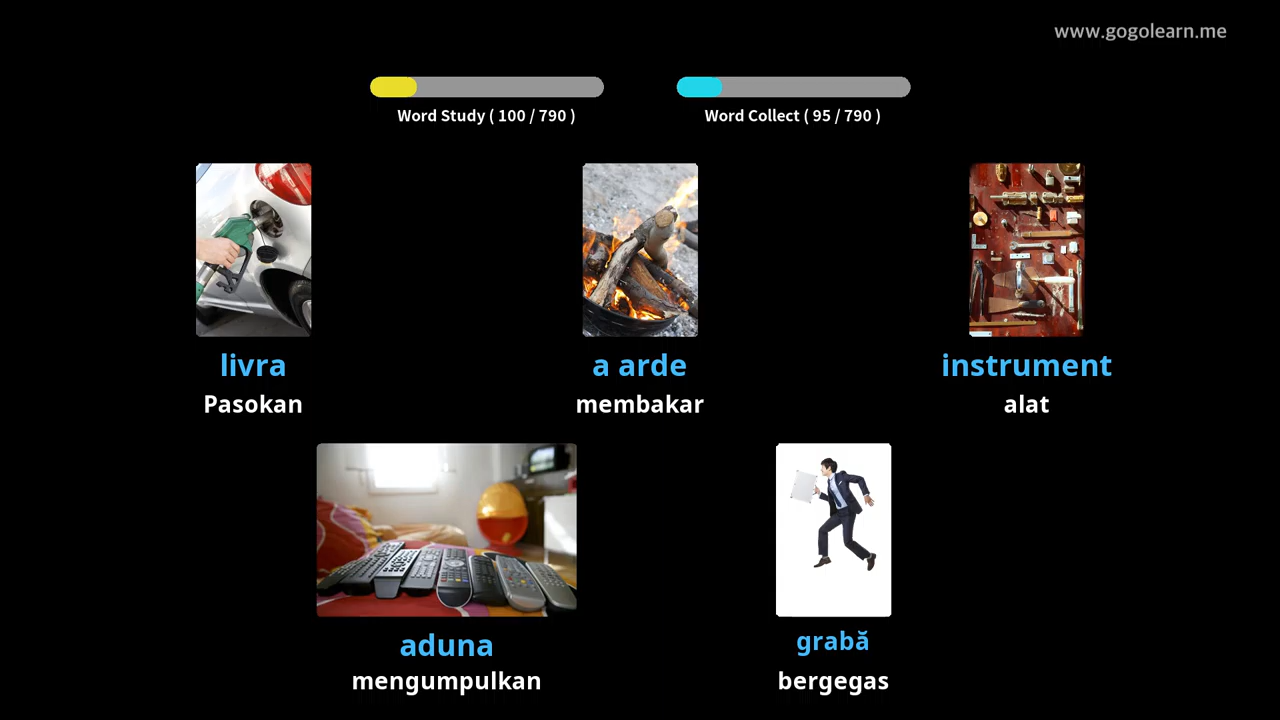 www.gogolearn.me
Word Study ( 100 / 790 )
Word Collect ( 95 / 790 )
livra
Pasokan
a arde
membakar
instrument
alat
aduna
mengumpulkan
grabă
bergegas